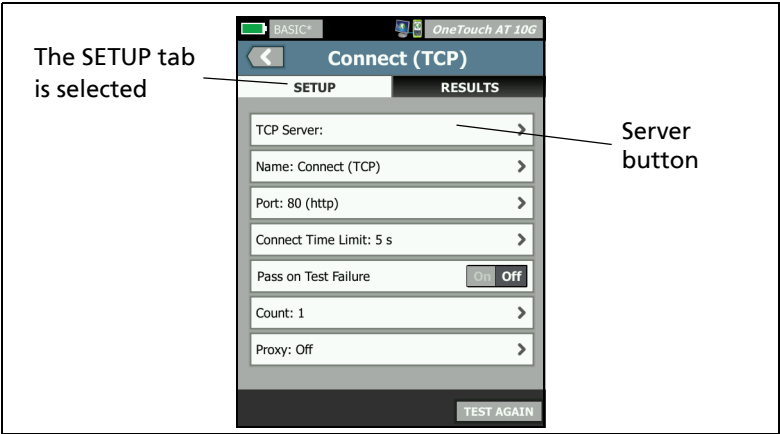 BASIC*
OneTouch AT 10G
Connect (TCP)
The SETUP tab
is selected
SETUP
RESULTS
TCP Server:
Server
button
Name: Connect (TCP)
Port: 80 (http)
Connect Time Limit: 5 s
Pass on Test Failure
On Off
Count: 1
Proxy: Off
TEST AGAIN